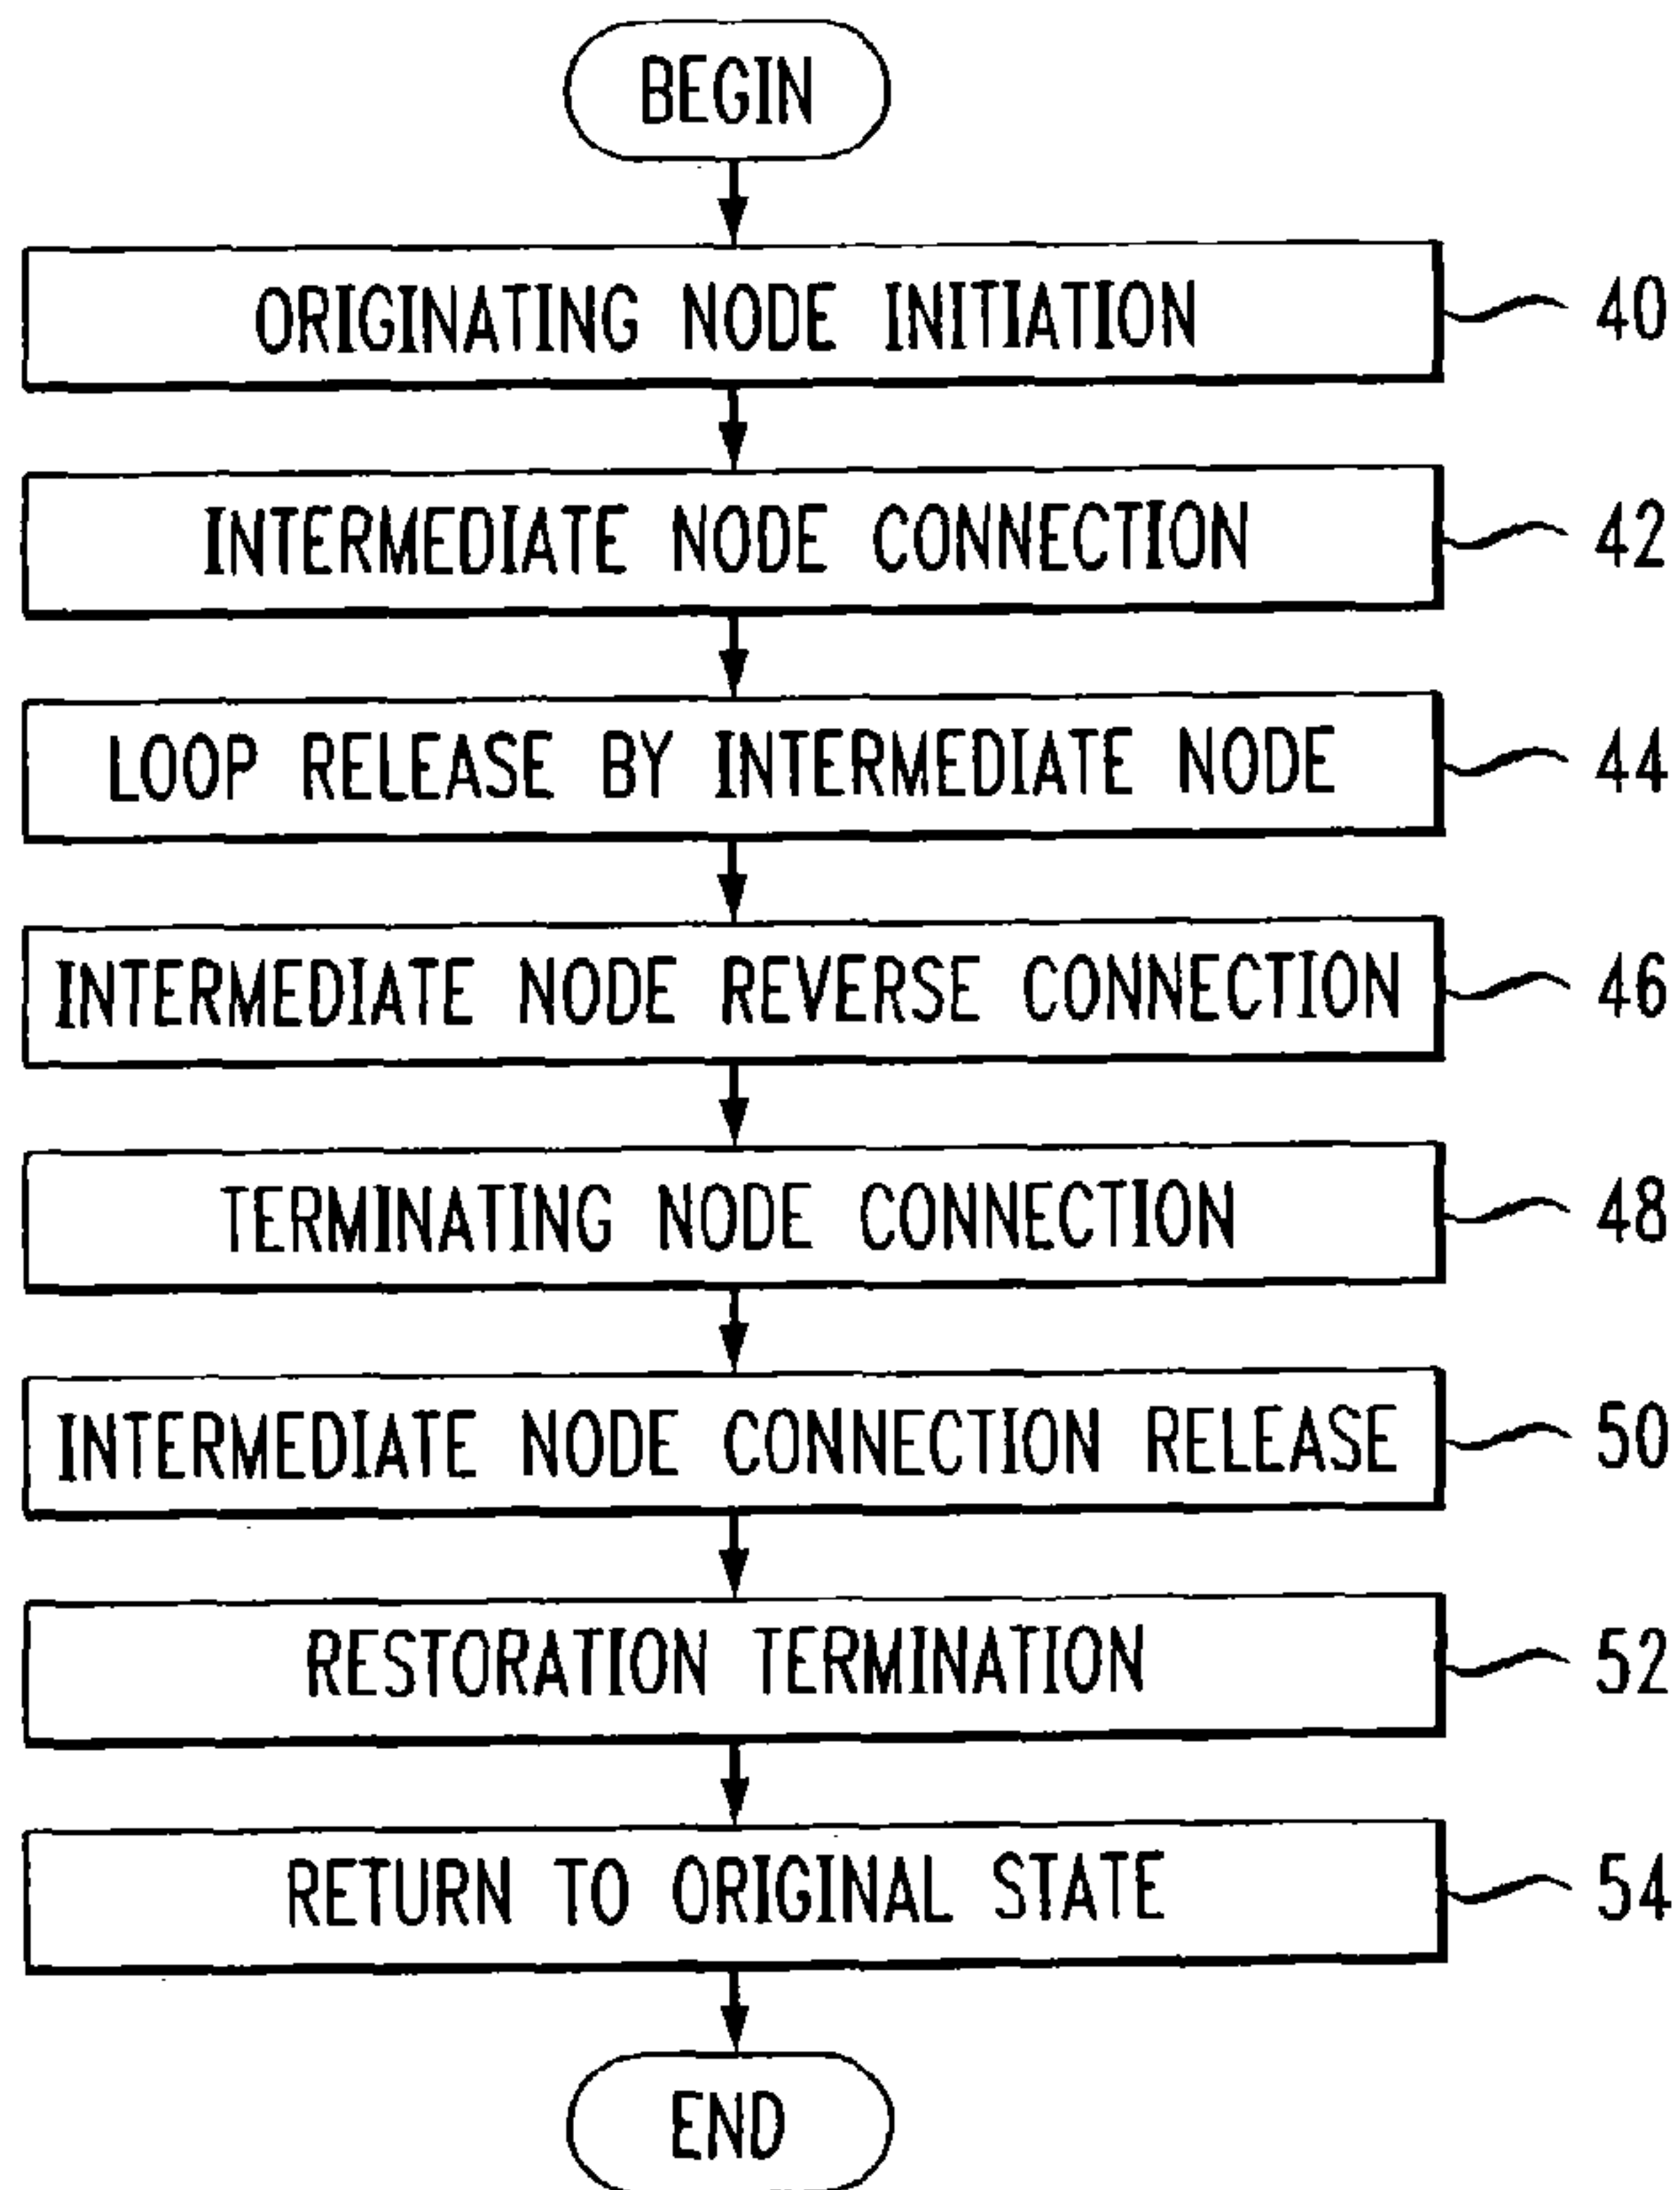 BEGIN
ORIGINATING NODE INITIATION 40
INTERMEDIATE NODE CONNECTION 42
LOOP RELEASE BY INTERMEDIATE NODE 44
INTERMEDIATE NODE REVERSE CONNECTION 46
TERMINATING NODE CONNECTION 48
INTERMEDIATE NODE CONNECTION RELEASE 50
RESTORATION TERMINATION 52
RETURN TO ORIGINAL STATE 54
END